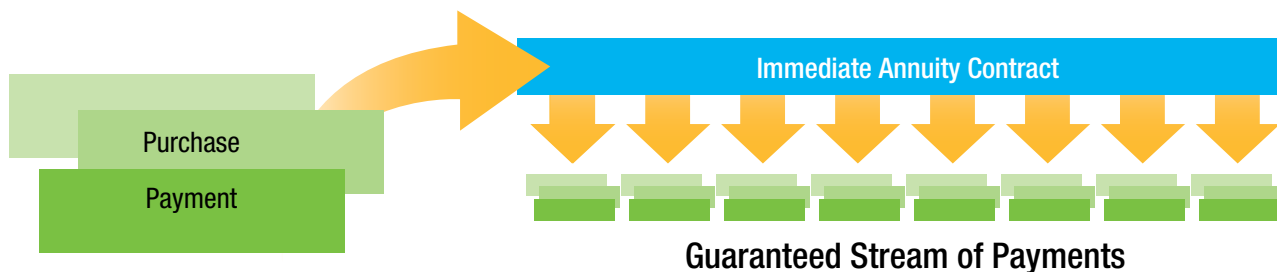 Purchase
Payment
Immediate Annuity Contract
Guaranteed Stream of Payments